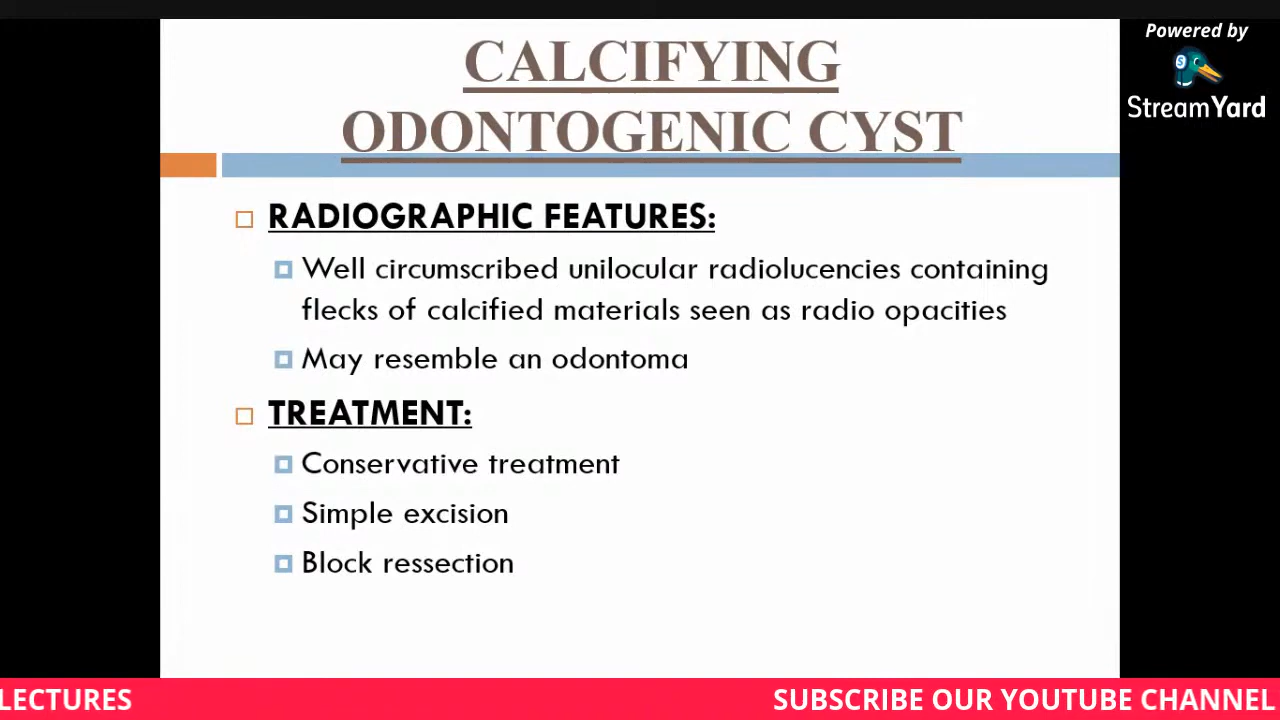 CALCIFYING
ODONTOGENIC CYST
Powered by
StreamYard
RADIOGRAPHIC FEATURES:
Well circumscribed unilocular radiolucencies containing
flecks of calcified materials seen as radio opacities
May resemble an odontoma
TREATMENT:
Conservative treatment
Simple excision
Block ressection
LECTURES
SUBSCRIBE OUR YOUTUBE CHANNEL